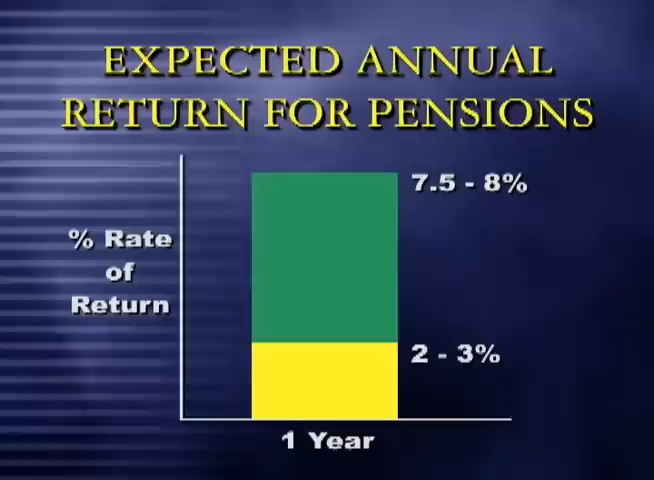 EXPECTED ANNUAL
RETURN FOR PENSIONS
7.5 - 8%
% Rate
of
Return
2 - 3%
1 Year